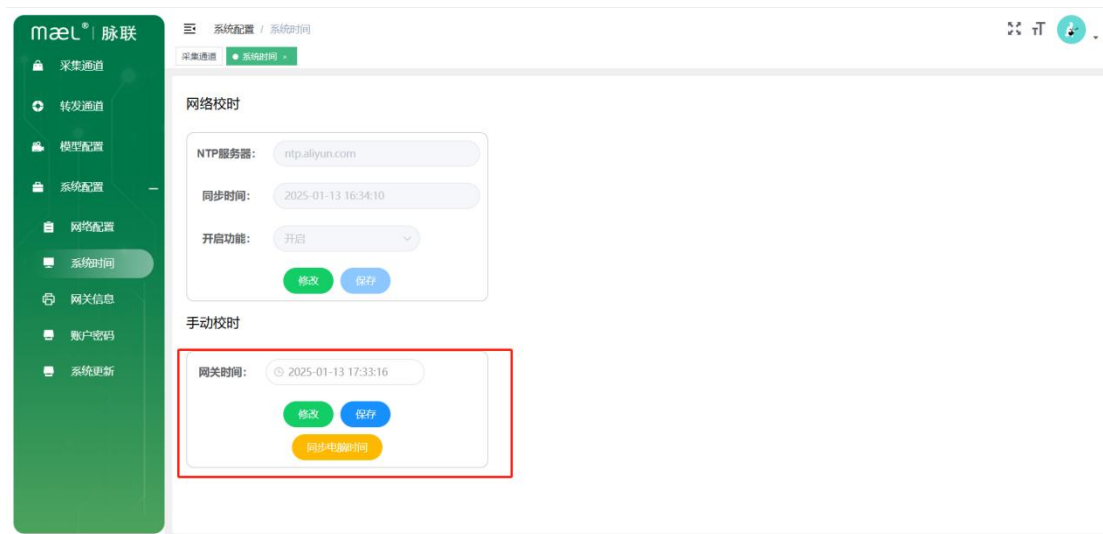 mæL®|脉联
采集通道
转发通道
模型配置
系统配置
网络配置
系统时间
网关信息
账户密码
系统更新
系统配置 / 系统时间
采集通道 ● 系统时间 ×
网络校时
NTP服务器: ntp.aliyun.com
同步时间: 2025-01-13 16:34:10
开启功能: 开启
修改 保存
手动校时
网关时间: 2025-01-13 17:33:16
修改 保存
同步电脑时间